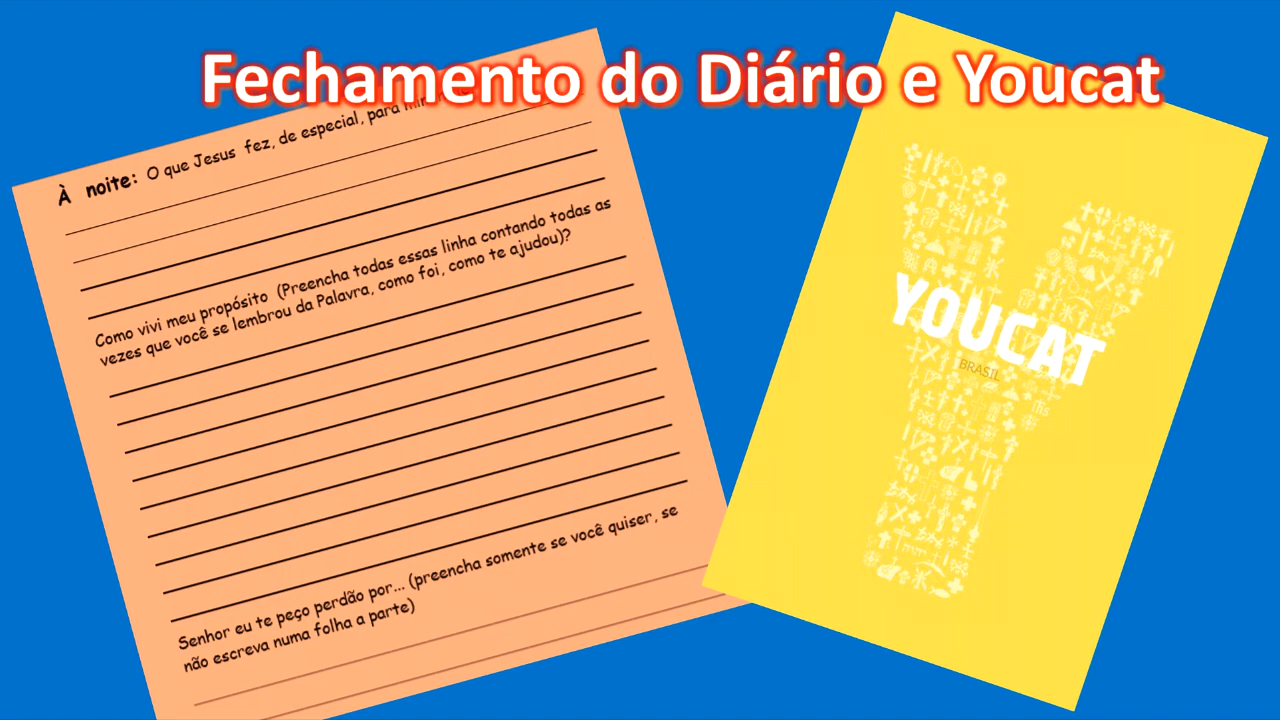 Fechamento do Diário e Youcat
À noite: O que Jesus fez, de especial, para
Como vivi meu propósito (Preencha todas essas linha contando todas as
vezes que você se lembrou da Palavra, como foi, como te ajudou)?
Senhor eu te peço perdão por... (preencha somente se você quiser, se
não escreva numa folha a parte)
YOUCAT
BRASIL